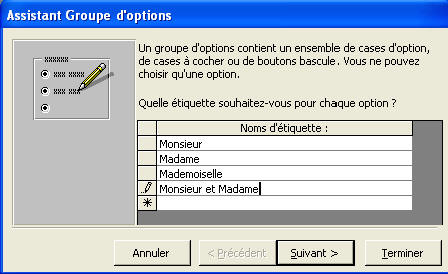 Assistant Groupe d'options
Un groupe d'options contient un ensemble de cases d'option,
de cases à cocher ou de boutons bascule. Vous ne pouvez
choisir qu'une option.
Quelle étiquette souhaitez-vous pour chaque option ?
Noms d'étiquette :
Monsieur
Madame
Mademoiselle
Monsieur et Madame
Annuler
< Précédent
Suivant >
Terminer